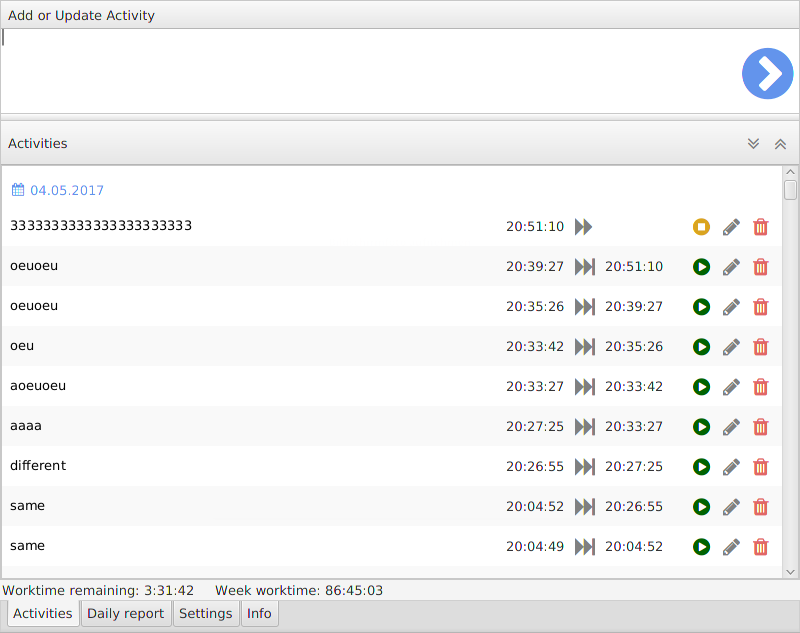 Add or Update Activity
Activities
04.05.2017
3333333333333333333333 20:51:10
oeuoeu 20:39:27 20:51:10
oeuoeu 20:35:26 20:39:27
oeu 20:33:42 20:35:26
aoeuoeu 20:33:27 20:33:42
aaaa 20:27:25 20:33:27
different 20:26:55 20:27:25
same 20:04:52 20:26:55
same 20:04:49 20:04:52
Worktime remaining: 3:31:42 Week worktime: 86:45:03
Activities Daily report Settings Info